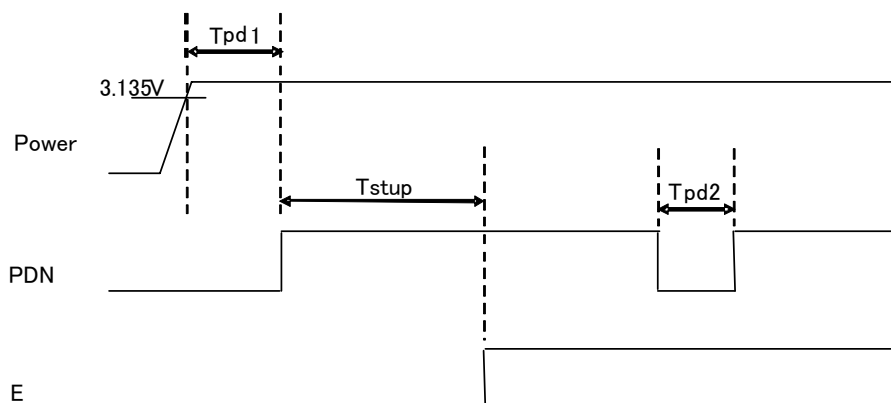 Tpd1
3.135V
Power
Tstup
Tpd2
PDN
E